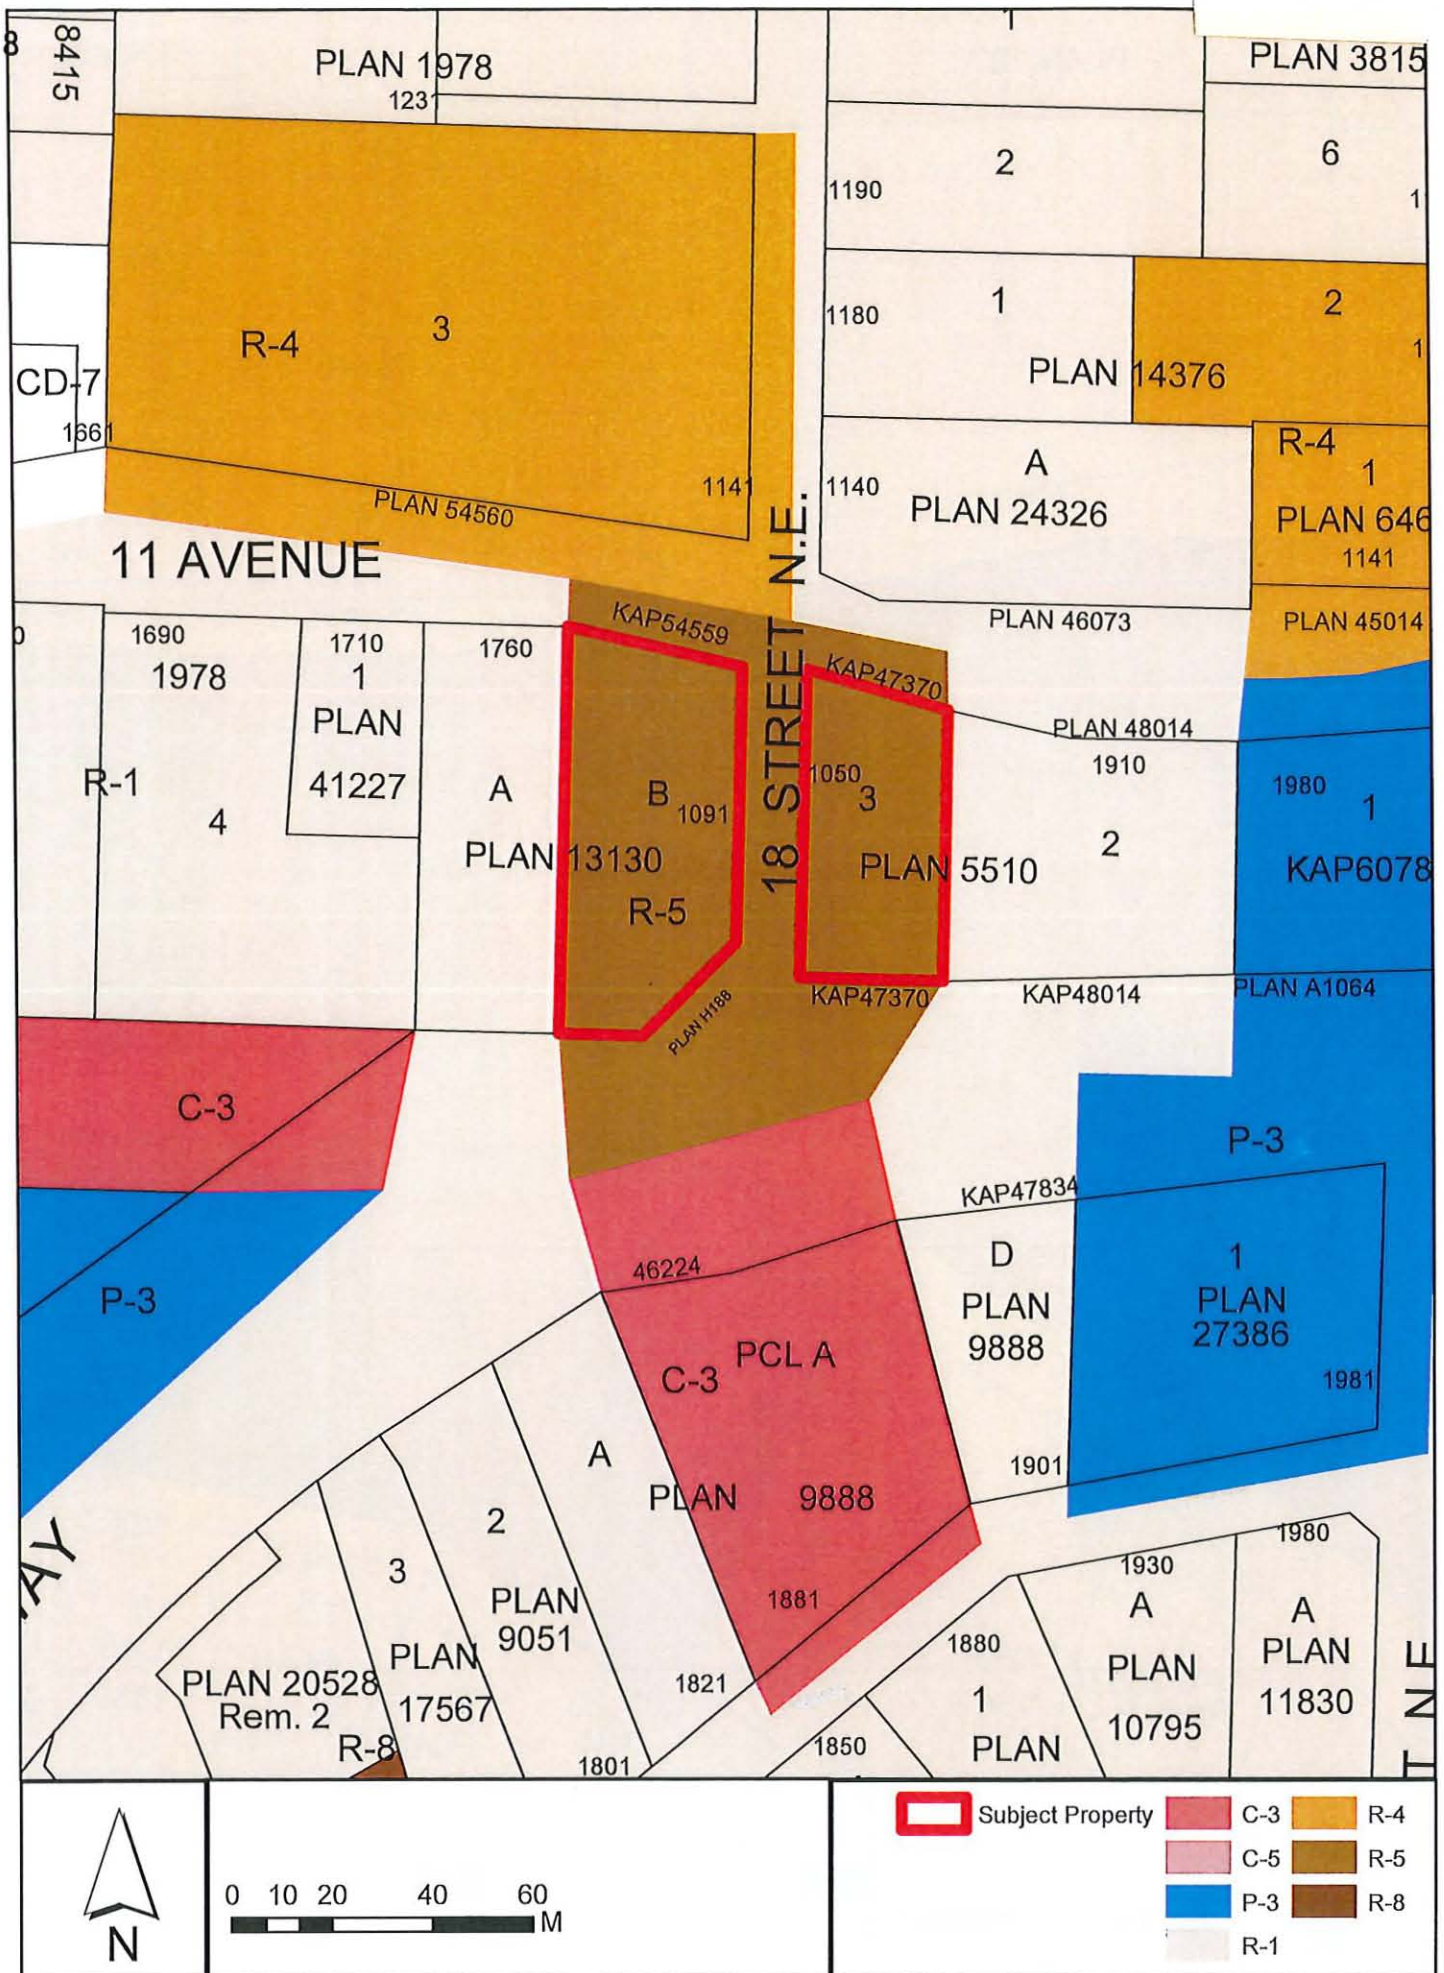 8
8415
PLAN 1978
1231
PLAN 3815
1190
2
6
1180
1
2
PLAN 14376
R-4
3
CD-7
1661
1141
PLAN 54560
1140
A
PLAN 24326
R-4
1
PLAN 646
1141
11 AVENUE
18 STREET N.E.
KAP54559
PLAN 46073
PLAN 45014
1690
1978
1710
1
PLAN
41227
1760
KAP47370
PLAN 48014
1910
R-1
4
A
B
1091
1050
3
1980
1
PLAN 13130
PLAN 5510
2
KAP6078
R-5
PLAN H188
KAP47370
KAP48014
PLAN A1064
C-3
P-3
KAP47834
46224
D
PLAN
9888
1
PLAN
27386
P-3
PCL A
C-3
1981
A
1901
PLAN 9888
2
3
PLAN
9051
1881
1930
1980
A
PLAN
10795
A
PLAN
11830
PLAN
17567
1880
1
PLAN
PLAN 20528
Rem. 2
1821
R-8
1801
1850
T NE
N
0 10 20 40 60
M
Subject Property
C-3
R-4
C-5
R-5
P-3
R-8
R-1